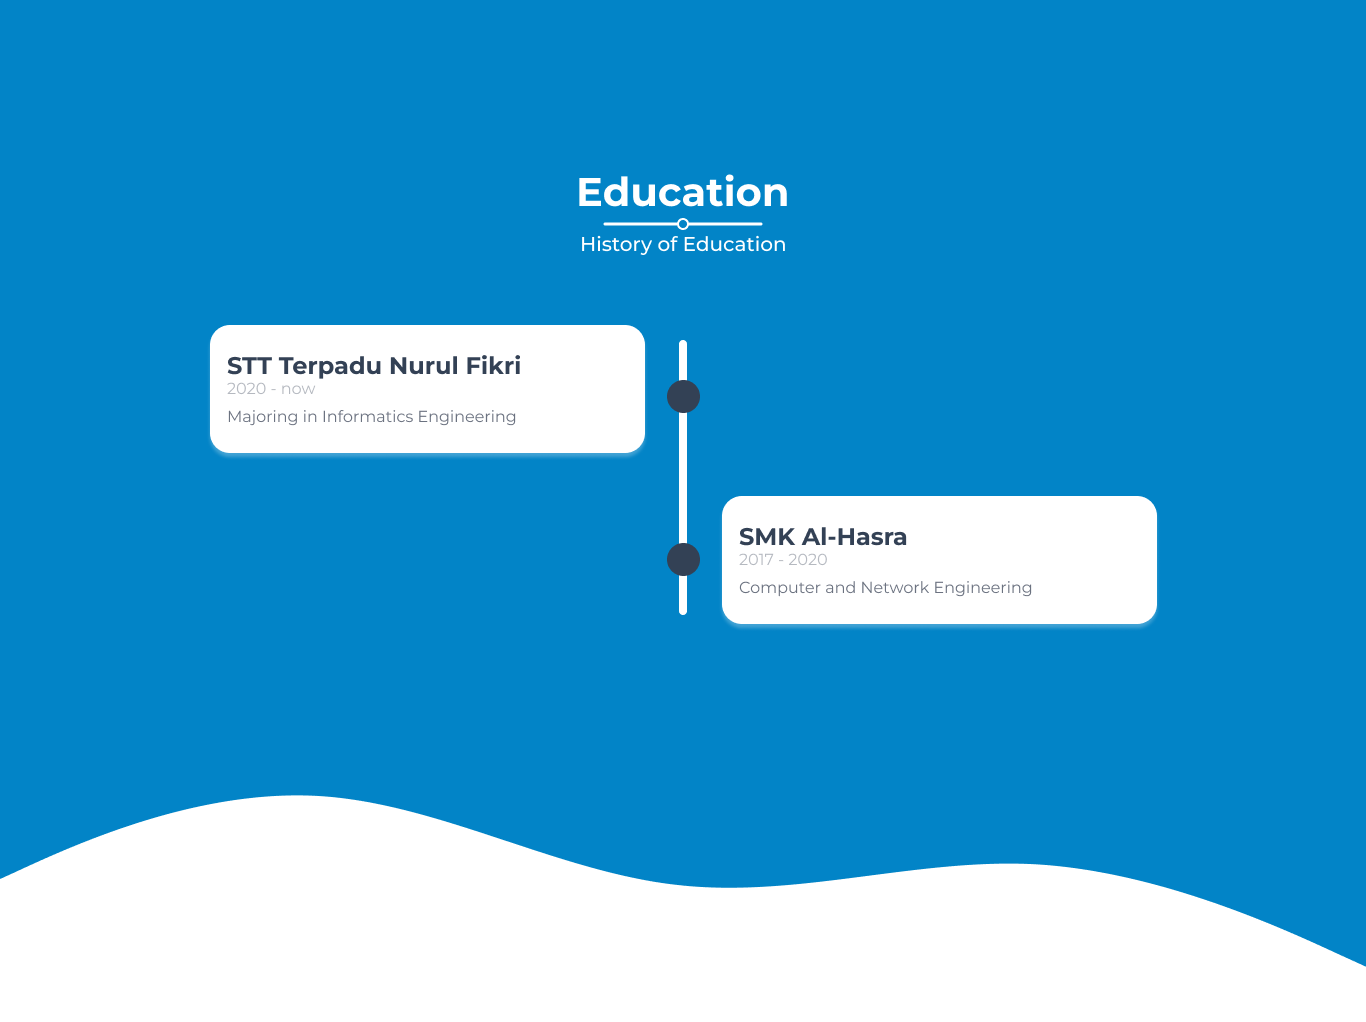 Education
History of Education
STT Terpadu Nurul Fikri
2020 - now
Majoring in Informatics Engineering
SMK Al-Hasra
2017 - 2020
Computer and Network Engineering